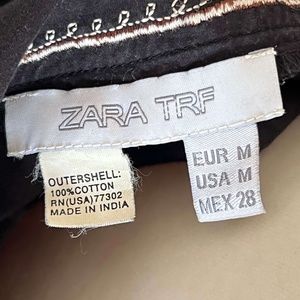 ZARA TRF
OUTERSHELL:
100%COTTON
RN(USA)77302
MADE IN INDIA
EUR M
USA M
MEX 28